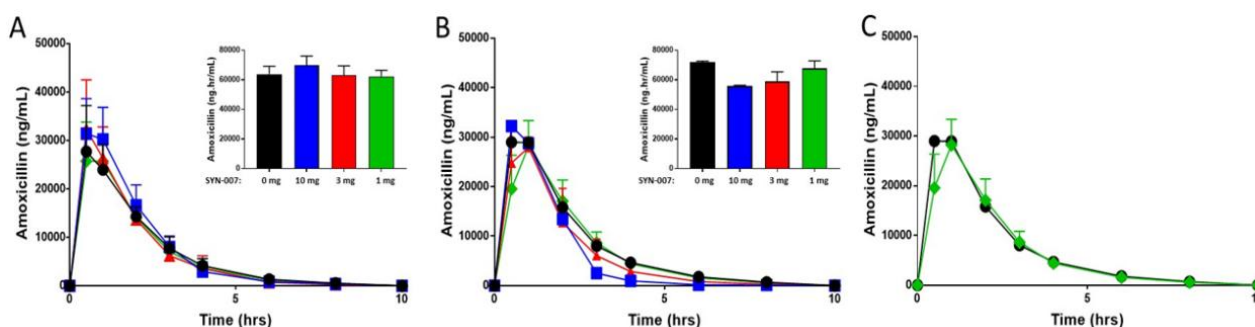 A
Amoxicillin (ng/mL)
50000
40000
30000
20000
10000
0
0
5
10
Time (hrs)
Amoxicillin (ng.hr/mL)
80000
60000
40000
20000
0
SYN-007:
0 mg
10 mg
3 mg
1 mg
B
Amoxicillin (ng/mL)
50000
40000
30000
20000
10000
0
0
5
10
Time (hrs)
Amoxicillin (ng.hr/mL)
80000
60000
40000
20000
0
SYN-007:
0 mg
10 mg
3 mg
1 mg
C
Amoxicillin (ng/mL)
50000
40000
30000
20000
10000
0
0
5
1
Time (hrs)